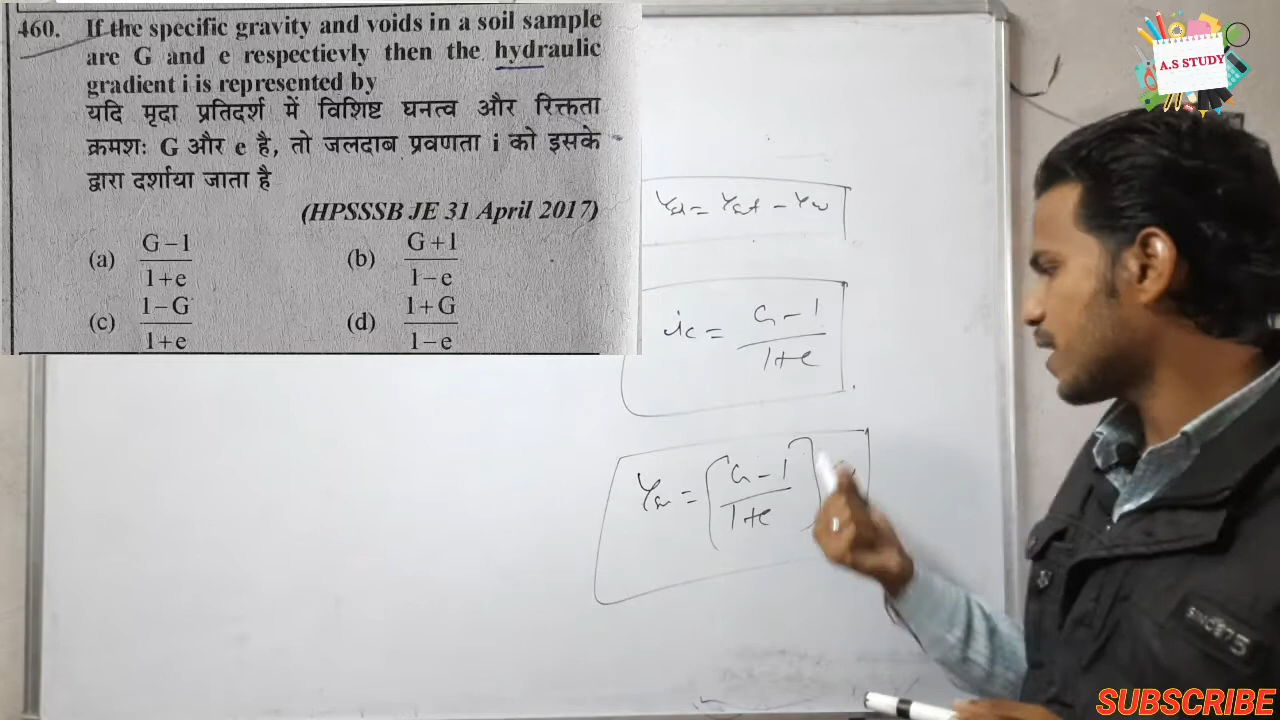 460. If the specific gravity and voids in a soil sample
are G and e respectievly then the hydraulic
gradient i is represented by
यदि मृदा प्रतिदर्श में विशिष्ट घनत्व और रिक्तता
क्रमशः G और e है, तो जलदाब प्रवणता i को इसके
द्वारा दर्शाया जाता है
(HPSSSB JE 31 April 2017)
(a) G−1
1+e
(b) G+1
1−e
(c) 1−G
1+e
(d) 1+G
1−e
A.S STUDY
= γsat − γw
ic = G − 1
1+e
= G − 1
1+e
SINCE 75
SUBSCRIBE